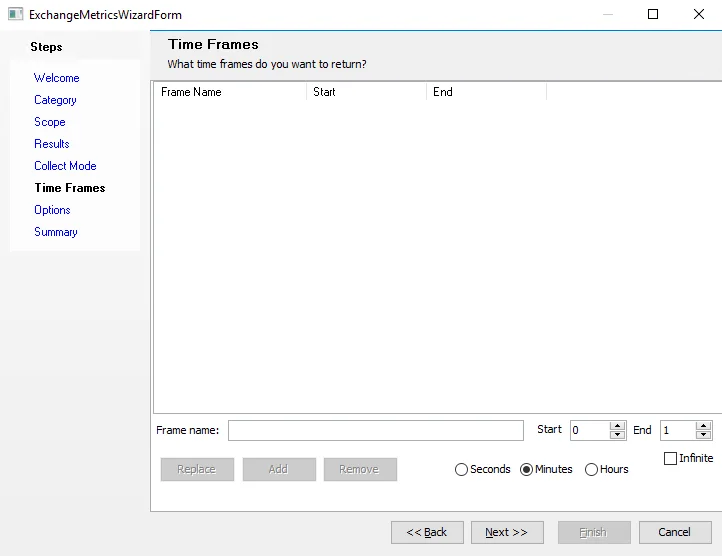 ExchangeMetricsWizardForm
Steps
Welcome
Category
Scope
Results
Collect Mode
Time Frames
Options
Summary
Time Frames
What time frames do you want to return?
Frame Name Start End
Frame name: Start 0 End 1
Infinite
Replace Add Remove Seconds Minutes Hours
<< Back Next >> Finish Cancel